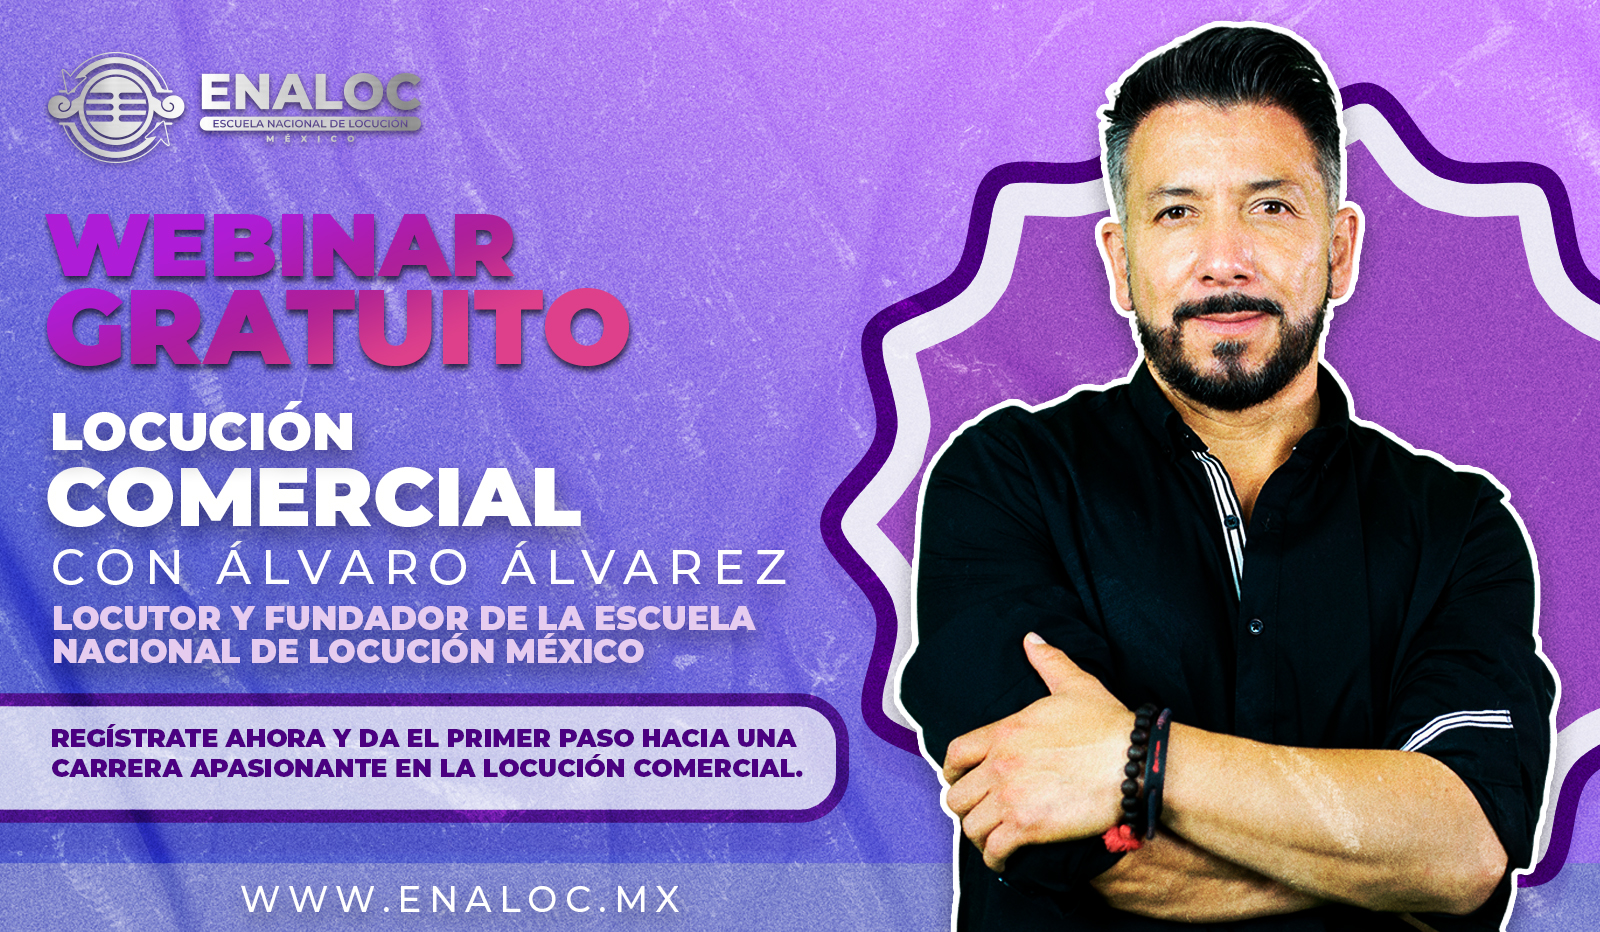 ENALOC
ESCUELA NACIONAL DE LOCUCIÓN
MÉXICO
WEBINAR
GRATUITO
LOCUCIÓN
COMERCIAL
CON ÁLVARO ÁLVAREZ
LOCUTOR Y FUNDADOR DE LA ESCUELA
NACIONAL DE LOCUCIÓN MÉXICO
REGÍSTRATE AHORA Y DA EL PRIMER PASO HACIA UNA
CARRERA APASIONANTE EN LA LOCUCIÓN COMERCIAL.
WWW.ENALOC.MX